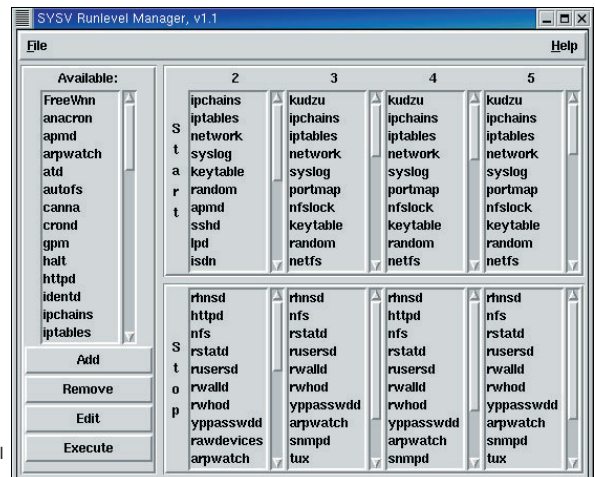 SYSV Runlevel Manager, v1.1
File
Help
Available:
FreeWnn
anacron
apmd
arpwatch
atd
autofs
canna
crond
gpm
halt
httpd
identd
ipchains
iptables
Add
Remove
Edit
Execute
Start
2
ipchains
iptables
network
syslog
keytable
random
apmd
sshd
lpd
isdn
3
kudzu
ipchains
iptables
network
syslog
portmap
nfslock
keytable
random
netfs
4
kudzu
ipchains
iptables
network
syslog
portmap
nfslock
keytable
random
netfs
5
kudzu
ipchains
iptables
network
syslog
portmap
nfslock
keytable
random
netfs
Stop
rhnsd
httpd
nfs
rstatd
rusersd
rwalld
rwhod
yppasswdd
rawdevices
arpwatch
rhnsd
nfs
rstatd
rusersd
rwalld
rwhod
yppasswdd
arpwatch
snmpd
tux
rhnsd
httpd
nfs
rstatd
rusersd
rwalld
rwhod
yppasswdd
arpwatch
snmpd
rhnsd
nfs
rstatd
rusersd
rwalld
rwhod
yppasswdd
arpwatch
snmpd
tux